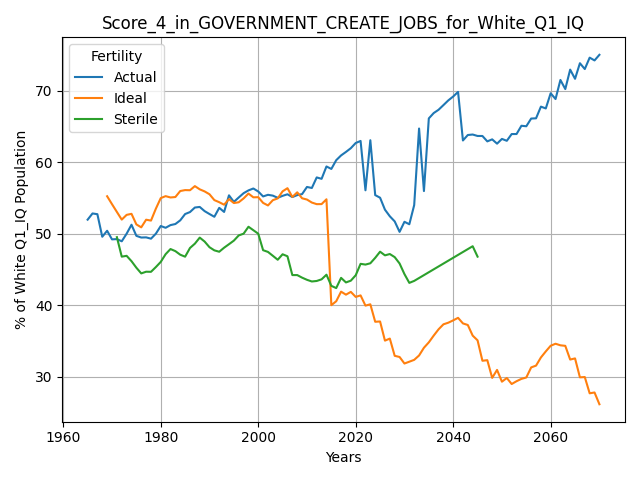 Score_4_in_GOVERNMENT_CREATE_JOBS_for_White_Q1_IQ
Fertility
Actual
Ideal
Sterile
% of White Q1_IQ Population
70
60
50
40
30
1960
1980
2000
2020
2040
2060
Years